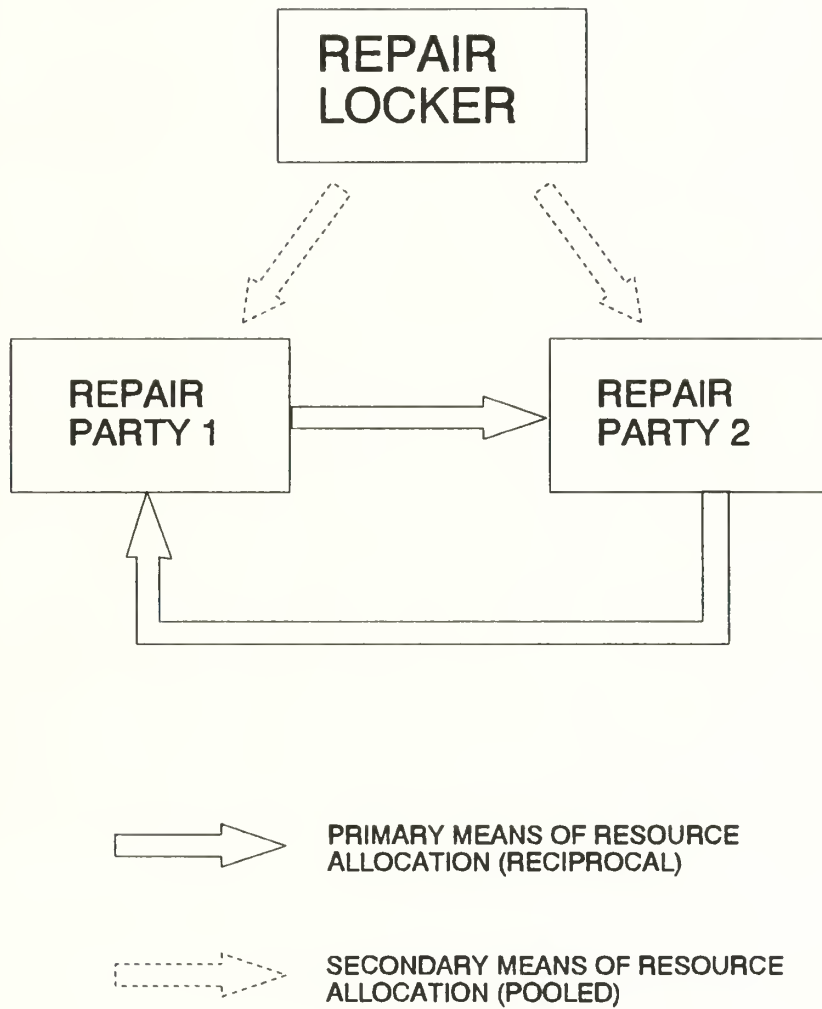 REPAIR
LOCKER
REPAIR
PARTY 1
REPAIR
PARTY 2
PRIMARY MEANS OF RESOURCE
ALLOCATION (RECIPROCAL)
SECONDARY MEANS OF RESOURCE
ALLOCATION (POOLED)